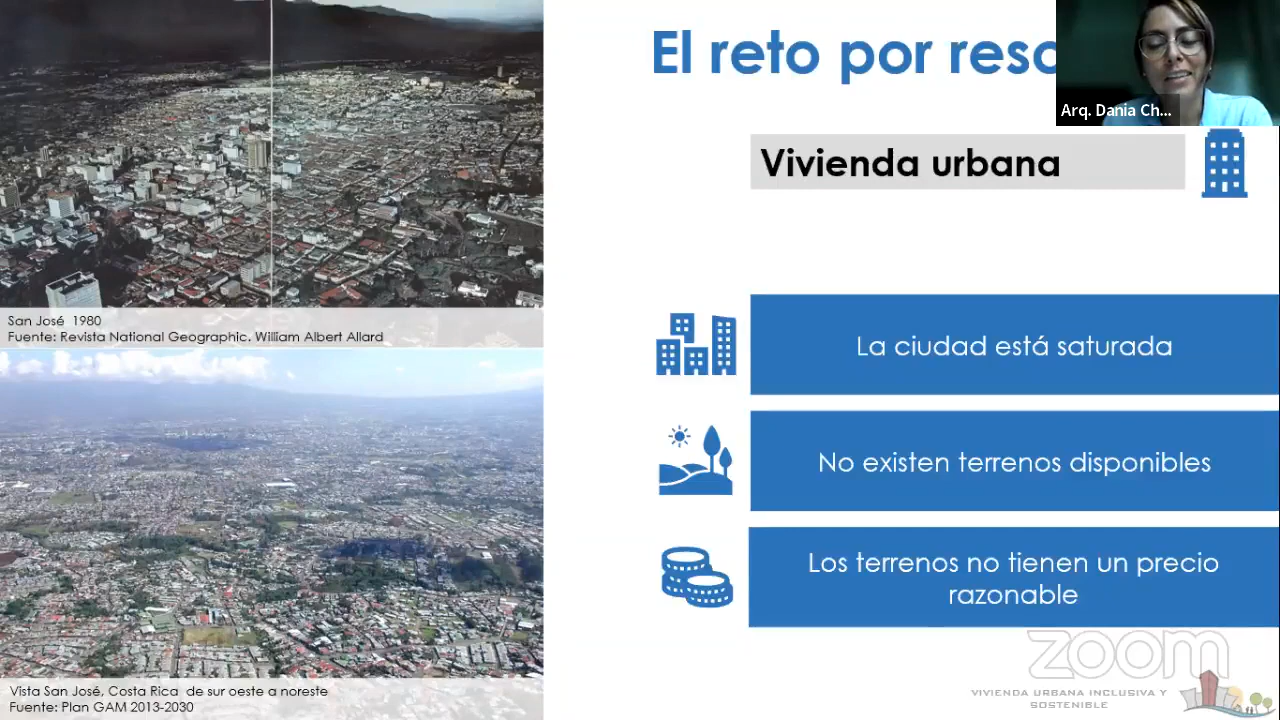 El reto por reso
Arq. Dania Ch...
Vivienda urbana
San José 1980
Fuente: Revista National Geographic. William Albert Allard
La ciudad está saturada
No existen terrenos disponibles
Los terrenos no tienen un precio
razonable
Vista San José, Costa Rica de sur oeste a noreste
Fuente: Plan GAM 2013-2030
zoom
VIVIENDA URBANA INCLUSIVA Y
SOSTENIBLE